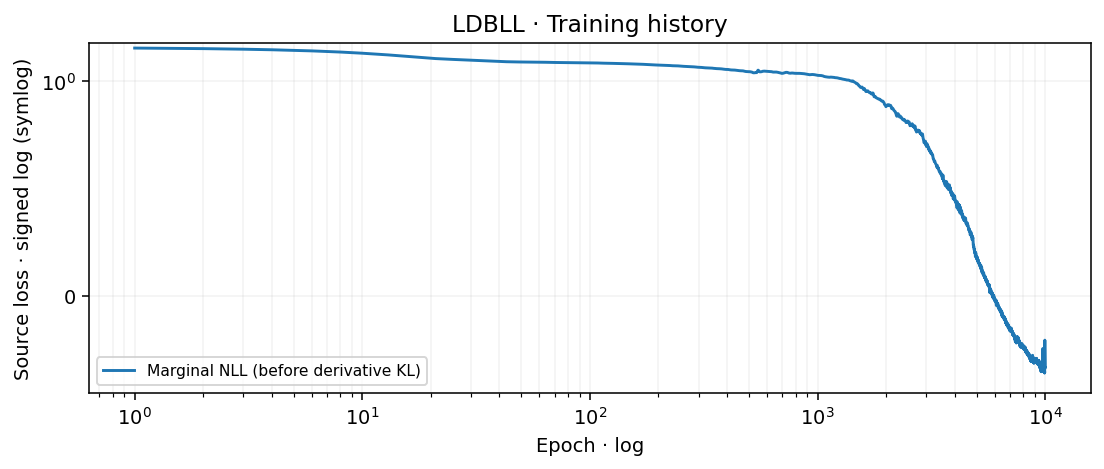 LDBLL · Training history
Source loss · signed log (symlog)
10⁰
0
Marginal NLL (before derivative KL)
10⁰
10¹
10²
10³
10⁴
Epoch · log